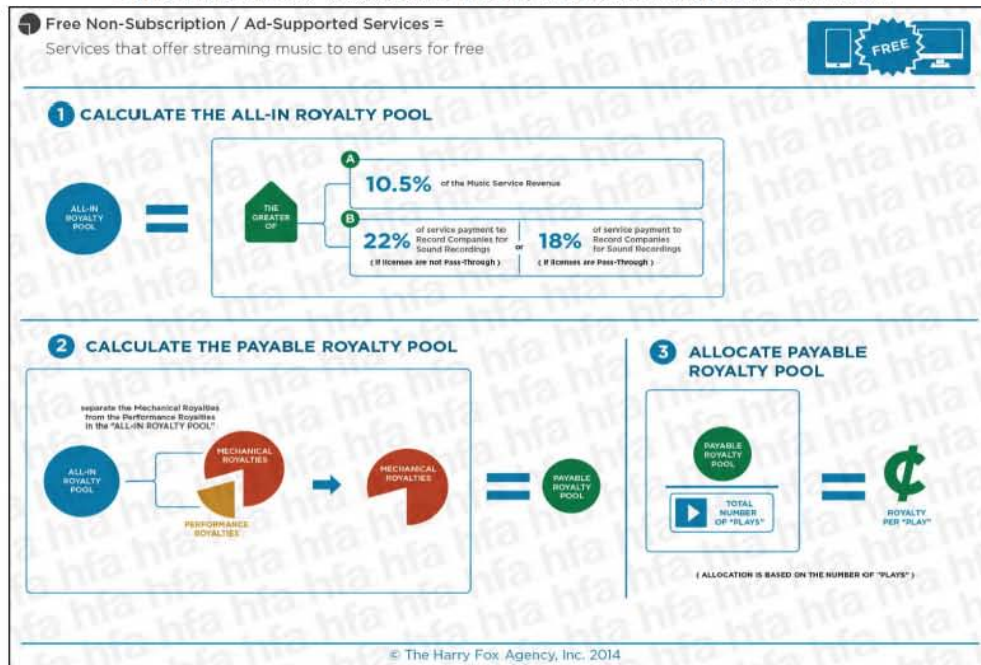 Free Non-Subscription / Ad-Supported Services =
Services that offer streaming music to end users for free
FREE
1 CALCULATE THE ALL-IN ROYALTY POOL
ALL-IN
ROYALTY
POOL
=
THE
GREATER
OF
A
10.5% of the Music Service Revenue
B
22% of service payment to
Record Companies for
Sound Recordings
( If licenses are not Pass-Through )
or
18% of service payment to
Record Companies
for Sound Recordings
( If licenses are Pass-Through )
2 CALCULATE THE PAYABLE ROYALTY POOL
separate the Mechanical Royalties
from the Performance Royalties
in the "ALL-IN ROYALTY POOL"
ALL-IN
ROYALTY
POOL
MECHANICAL
ROYALTIES
PERFORMANCE
ROYALTIES
MECHANICAL
ROYALTIES
=
PAYABLE
ROYALTY
POOL
3 ALLOCATE PAYABLE
ROYALTY POOL
PAYABLE
ROYALTY
POOL
TOTAL
NUMBER
OF "PLAYS"
=
¢
ROYALTY
PER "PLAY"
( ALLOCATION IS BASED ON THE NUMBER OF "PLAYS" )
© The Harry Fox Agency, Inc. 2014
hfa